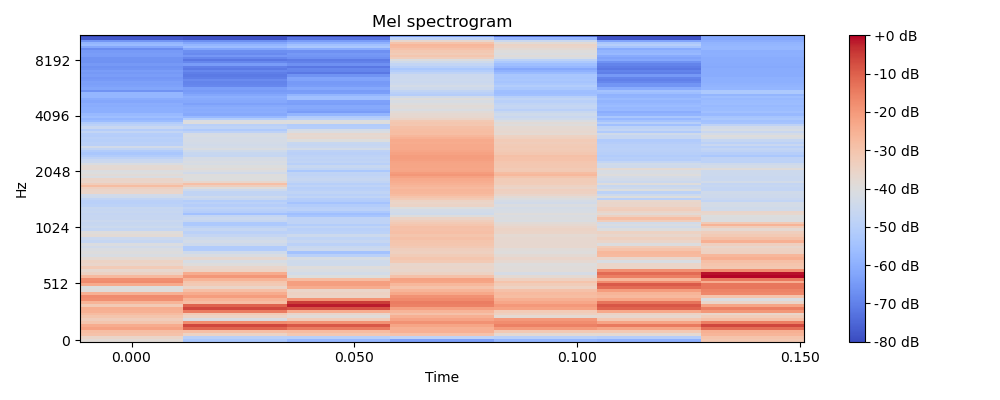 Mel spectrogram
Hz
8192
4096
2048
1024
512
0
0.000
0.050
0.100
0.150
Time
+0 dB
-10 dB
-20 dB
-30 dB
-40 dB
-50 dB
-60 dB
-70 dB
-80 dB